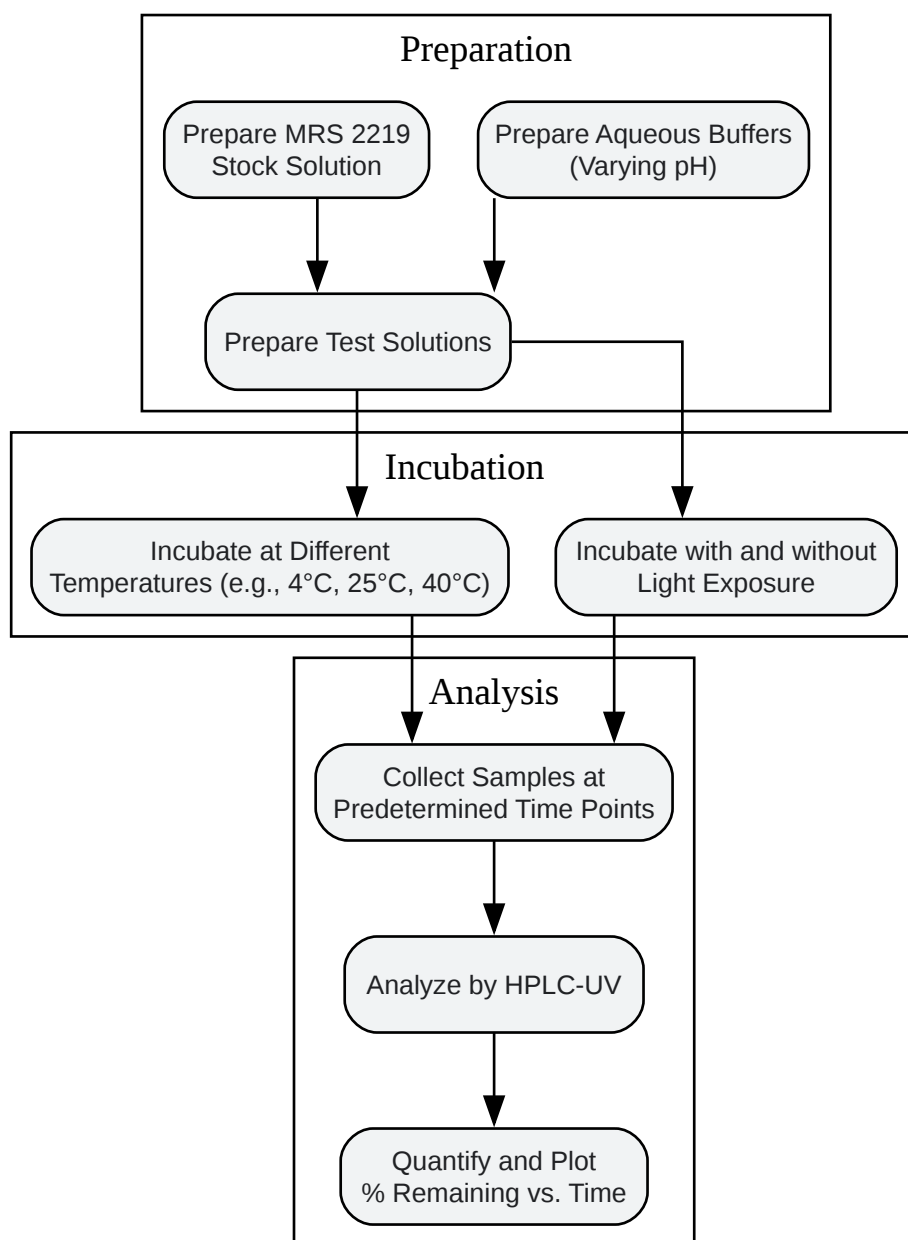 Preparation
Prepare MRS 2219
Stock Solution
Prepare Aqueous Buffers
(Varying pH)
Prepare Test Solutions
Incubation
Incubate at Different
Temperatures (e.g., 4°C, 25°C, 40°C)
Incubate with and without
Light Exposure
Analysis
Collect Samples at
Predetermined Time Points
Analyze by HPLC-UV
Quantify and Plot
% Remaining vs. Time